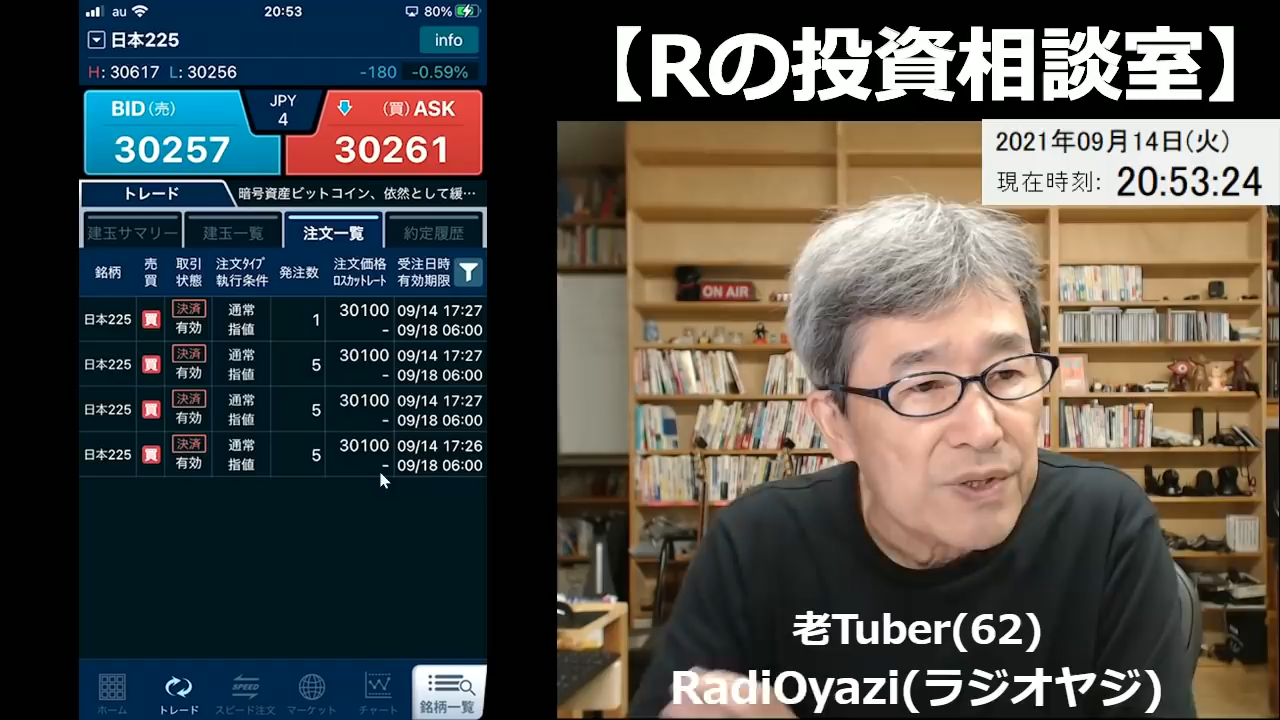 au 20:53 80%
日本225 info
H: 30617 L: 30256 -180 -0.59%
BID(売) JPY 4 (買)ASK
30257 30261
トレード 暗号資産ビットコイン、依然として緩…
建玉サマリー 建玉一覧 注文一覧 約定履歴
銘柄 売買 取引状態 注文タイプ 執行条件 発注数 注文価格 ロスカットレート 受注日時 有効期限
日本225 買 決済 有効 通常 指値 1 30100 - 09/14 17:27 09/18 06:00
日本225 買 決済 有効 通常 指値 5 30100 - 09/14 17:27 09/18 06:00
日本225 買 決済 有効 通常 指値 5 30100 - 09/14 17:27 09/18 06:00
日本225 買 決済 有効 通常 指値 5 30100 - 09/14 17:26 09/18 06:00
SPEED
ホーム トレード スピード注文 マーケット チャート 銘柄一覧
【Rの投資相談室】
2021年09月14日(火)
現在時刻: 20:53:24
ON AIR
老Tuber(62)
RadiOyazi(ラジオヤジ)